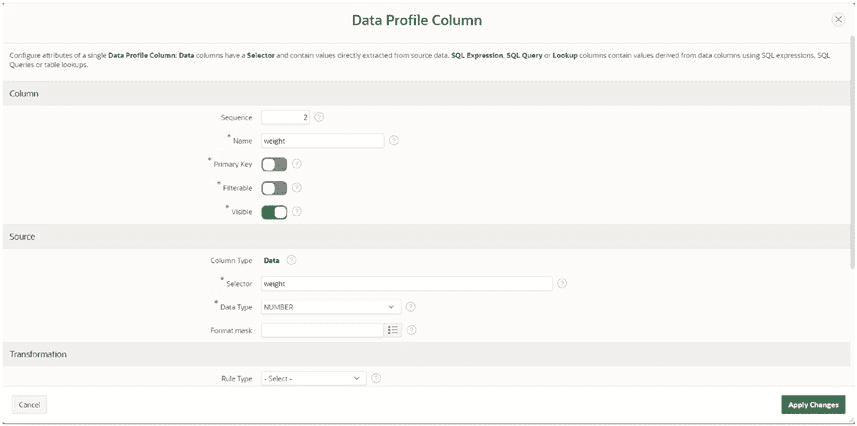 Data Profile Column
Configure attributes of a single Data Profile Column: Data columns have a Selector and contain values directly extracted from source data. SQL Expression, SQL Query or Lookup columns contain values derived from data columns using SQL expressions, SQL
Queries or table lookups.
Column
Sequence 2
* Name weight
* Primary Key
* Filterable
* Visible
Source
Column Type Data
* Selector weight
* Data Type NUMBER
Format mask
Transformation
Rule Type - Select -
Cancel Apply Changes